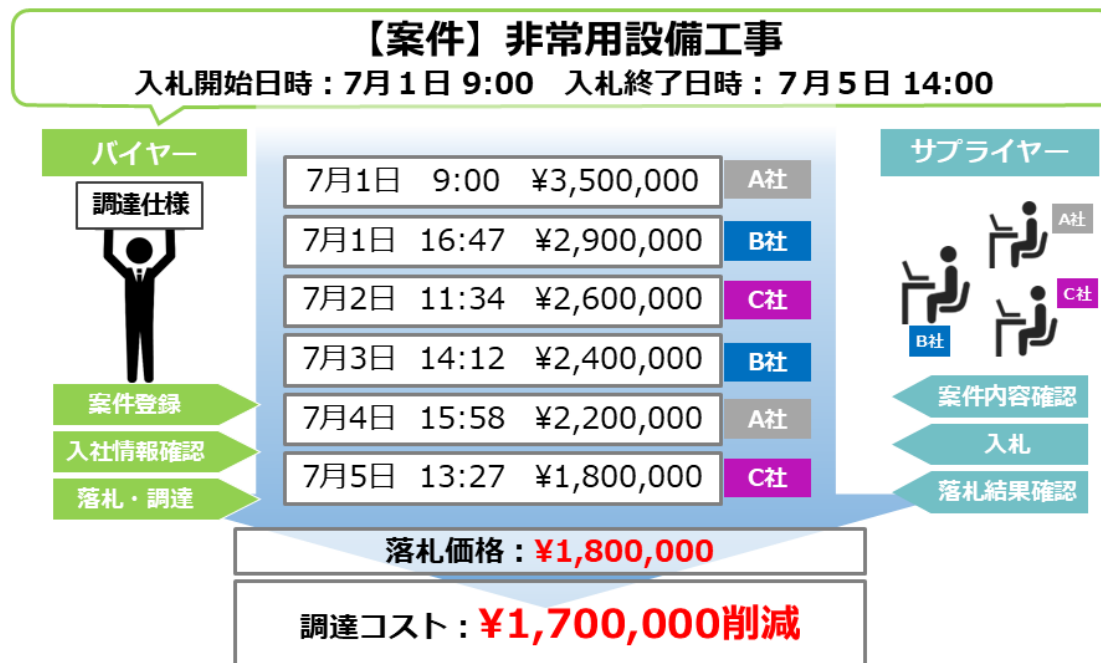 【案件】非常用設備工事
入札開始日時：7月１日 9:00　入札終了日時：７月５日 14:00
バイヤー
調達仕様
案件登録
入社情報確認
落札・調達
7月1日 9:00 ¥3,500,000 A社
7月1日 16:47 ¥2,900,000 B社
7月2日 11:34 ¥2,600,000 C社
7月3日 14:12 ¥2,400,000 B社
7月4日 15:58 ¥2,200,000 A社
7月5日 13:27 ¥1,800,000 C社
サプライヤー
A社
C社
B社
案件内容確認
入札
落札結果確認
落札価格：¥1,800,000
調達コスト：¥1,700,000削減